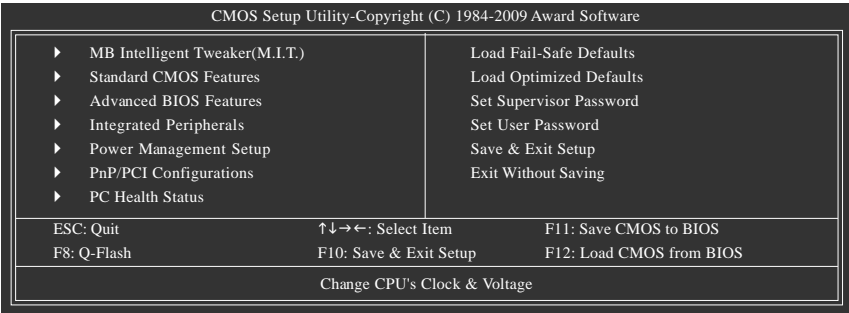 CMOS Setup Utility-Copyright (C) 1984-2009 Award Software
MB Intelligent Tweaker(M.I.T.)
Standard CMOS Features
Advanced BIOS Features
Integrated Peripherals
Power Management Setup
PnP/PCI Configurations
PC Health Status
Load Fail-Safe Defaults
Load Optimized Defaults
Set Supervisor Password
Set User Password
Save & Exit Setup
Exit Without Saving
ESC: Quit ↑↓→←: Select Item F11: Save CMOS to BIOS
F8: Q-Flash F10: Save & Exit Setup F12: Load CMOS from BIOS
Change CPU's Clock & Voltage